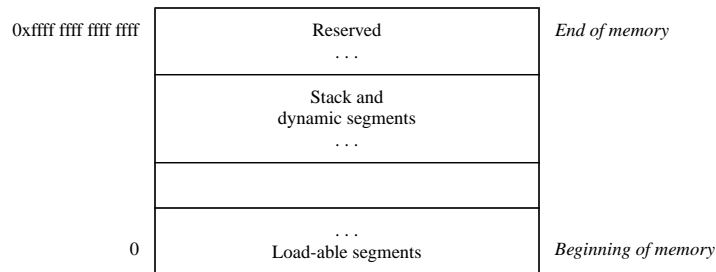 0xffff ffff ffff ffff Reserved End of memory
. . .
Stack and
dynamic segments
. . .
. . .
0 Load-able segments Beginning of memory